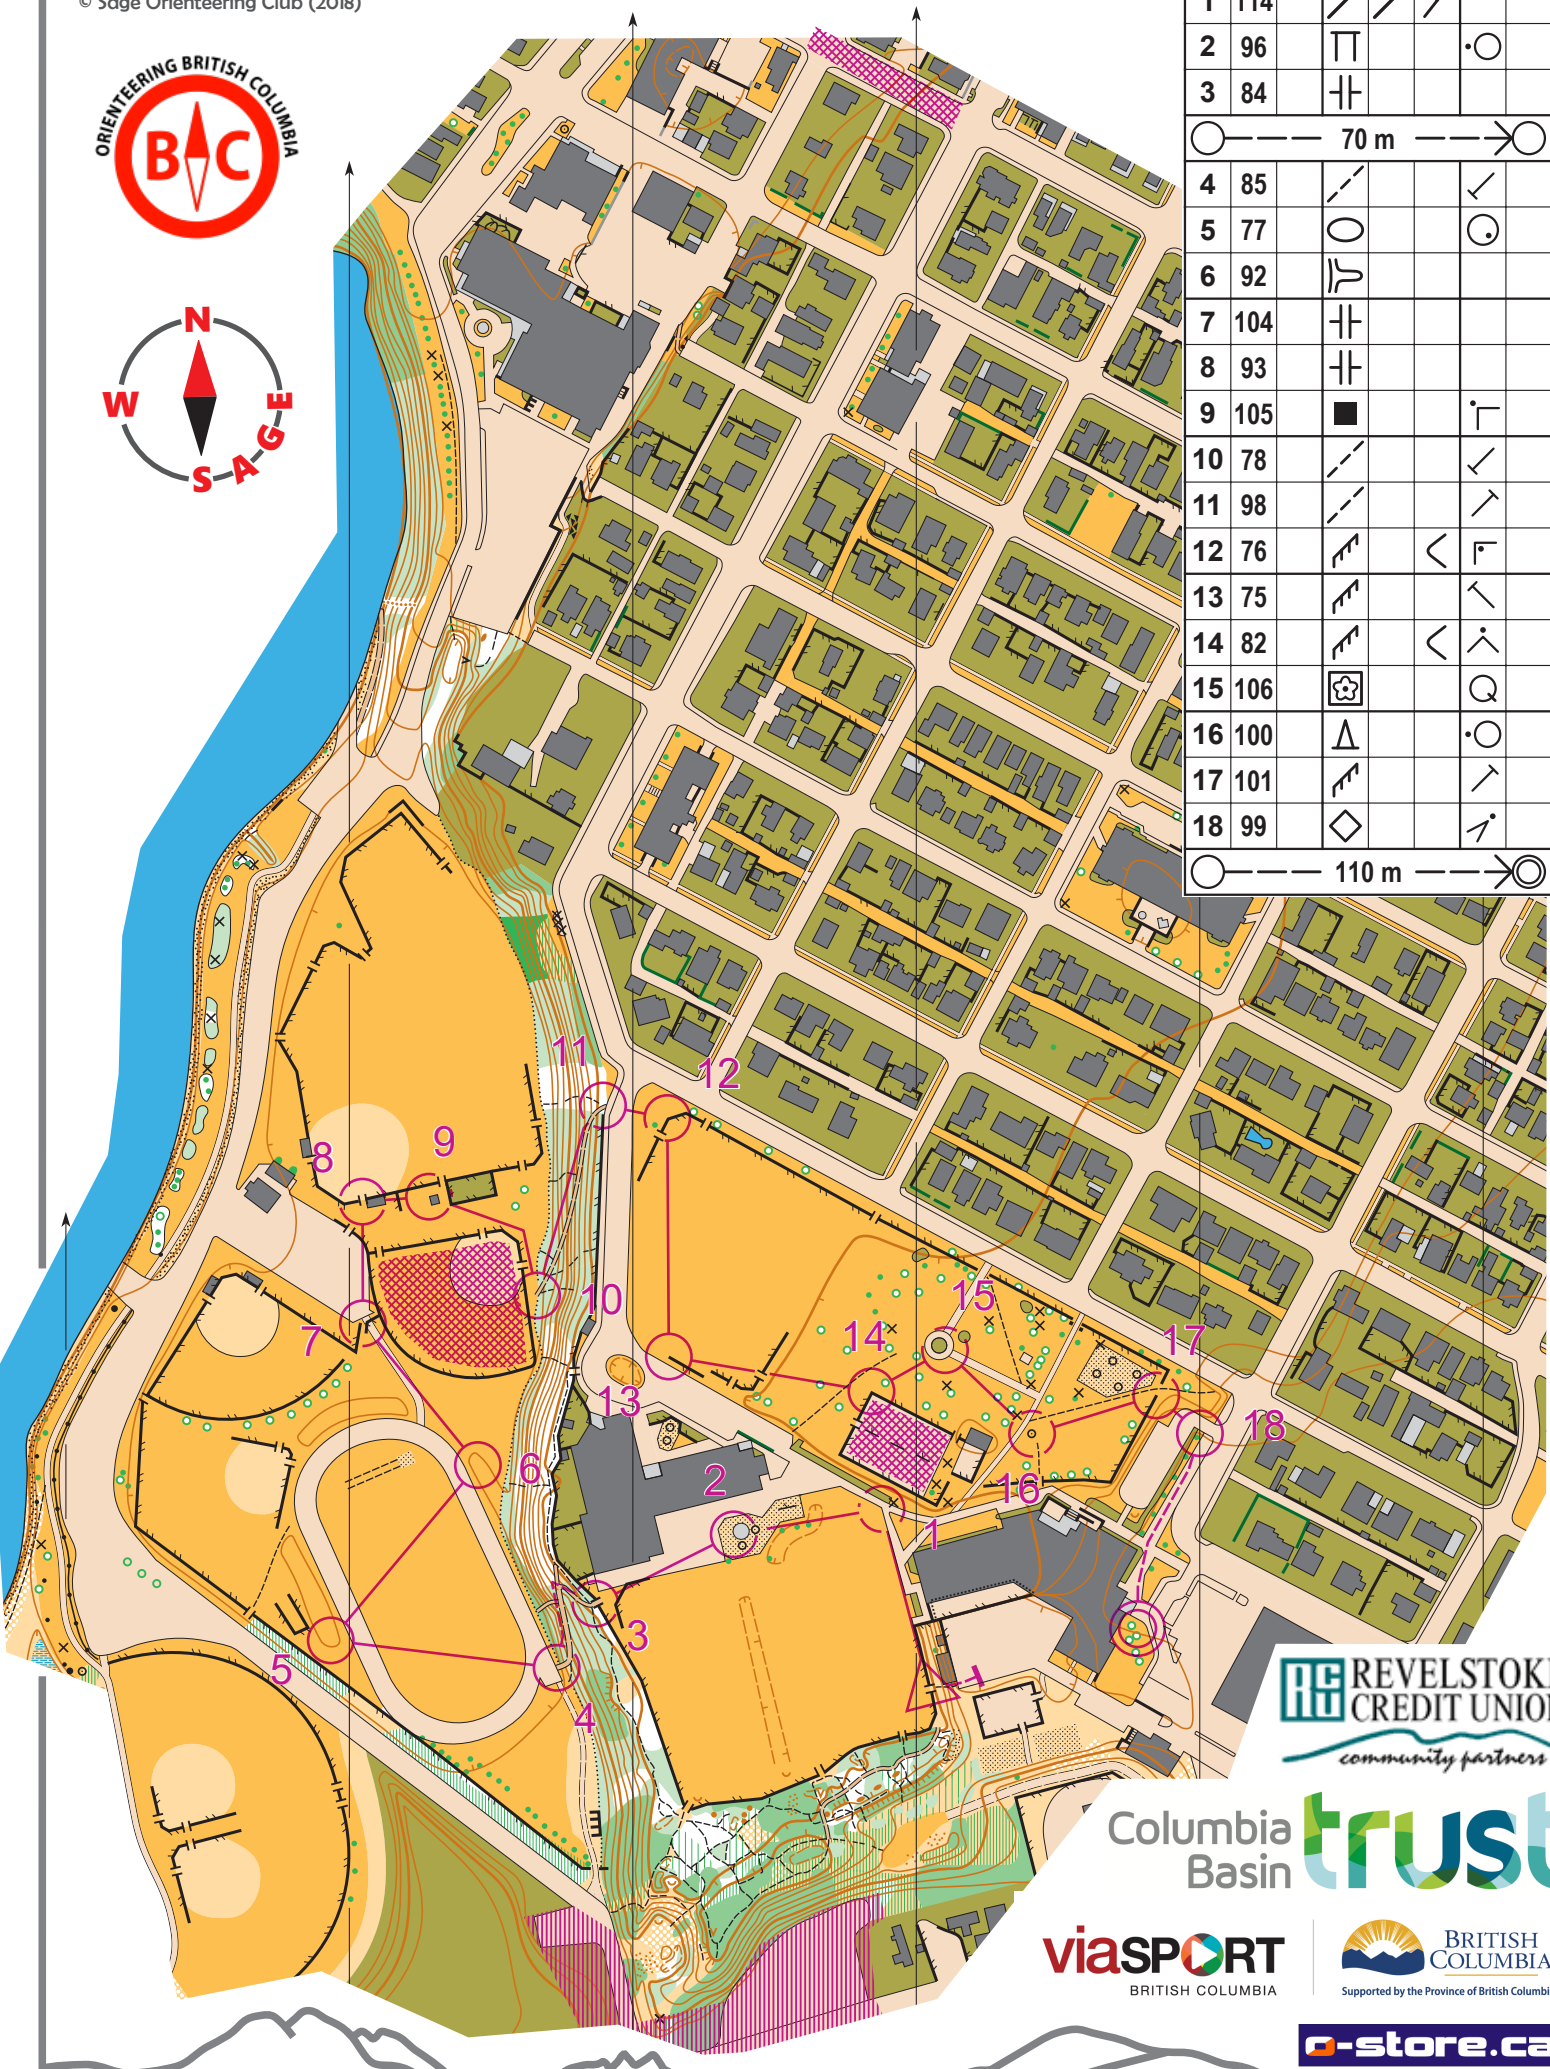 © Sage Orienteering Club (2018)
ORIENTEERING BRITISH COLUMBIA
B C
N
W
E
G
A
S
1 114
2 96
3 84
70 m
4 85
5 77
6 92
7 104
8 93
9 105
10 78
11 98
12 76
13 75
14 82
15 106
16 100
17 101
18 99
110 m
11
12
8
9
10
7
15
14
17
13
18
6
2
16
1
3
5
4
REVELSTOKE
CREDIT UNION
community partners
Columbia
Basin
trust
viaSPORT
BRITISH COLUMBIA
BRITISH
COLUMBIA
Supported by the Province of British Columbi
o-store.ca